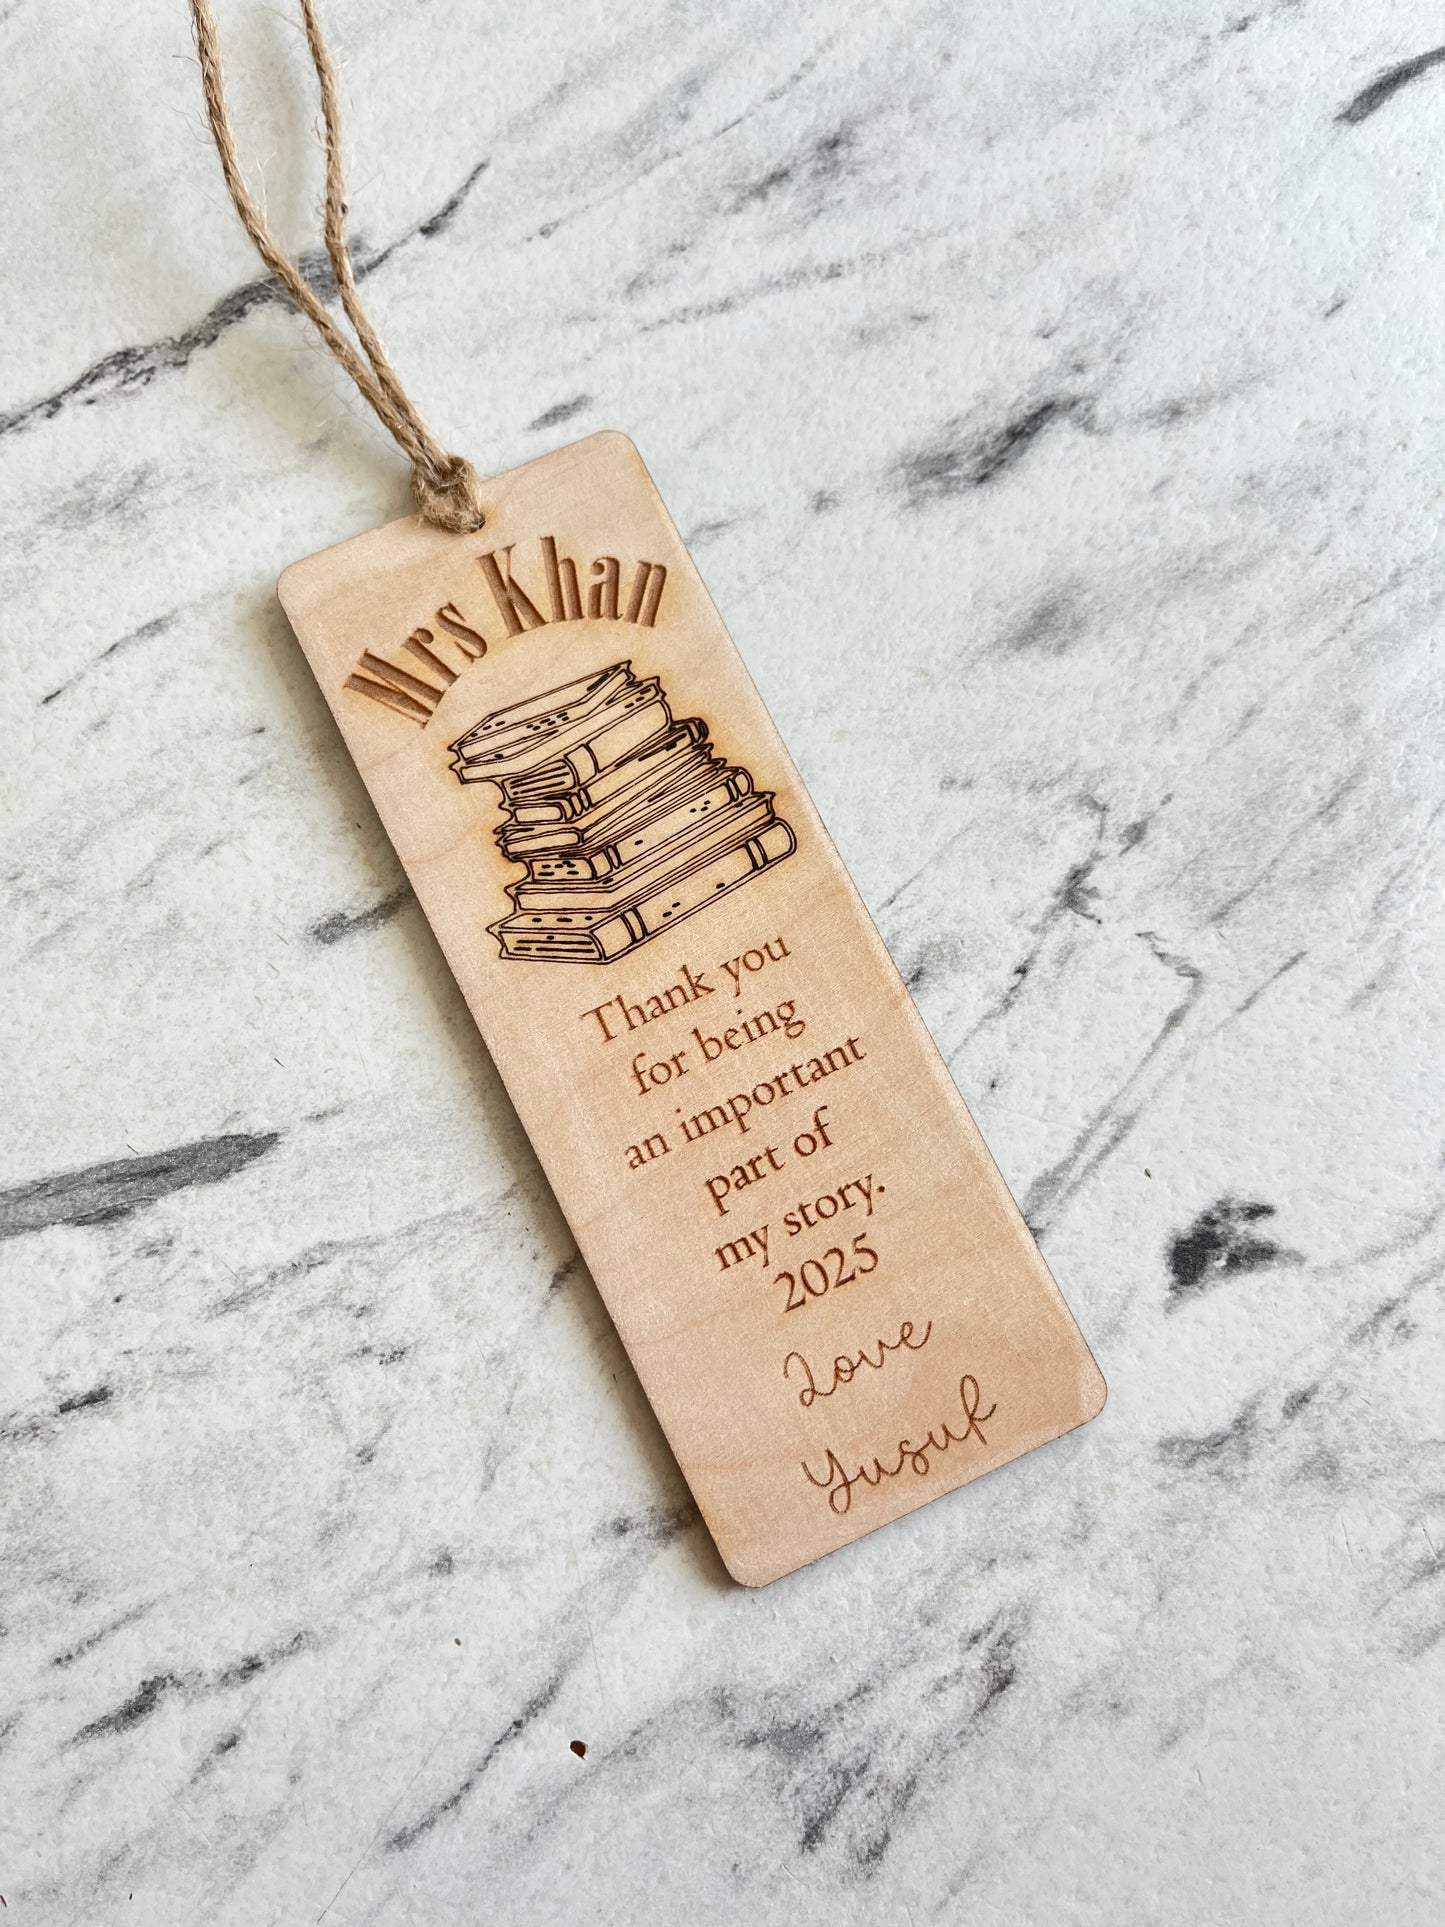 Mrs Khan
Thank you
for being
an important
part of
my story.
2025
Love
Yusuf